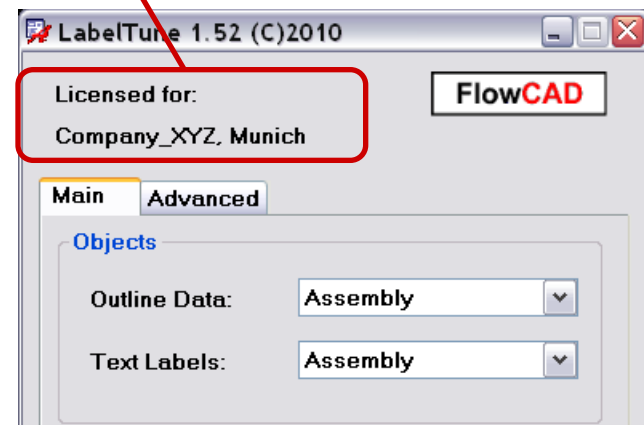 LabelTune 1.52 (C)2010
Licensed for:
FlowCAD
Company_XYZ, Munich
Main Advanced
Objects
Outline Data: Assembly
Text Labels: Assembly